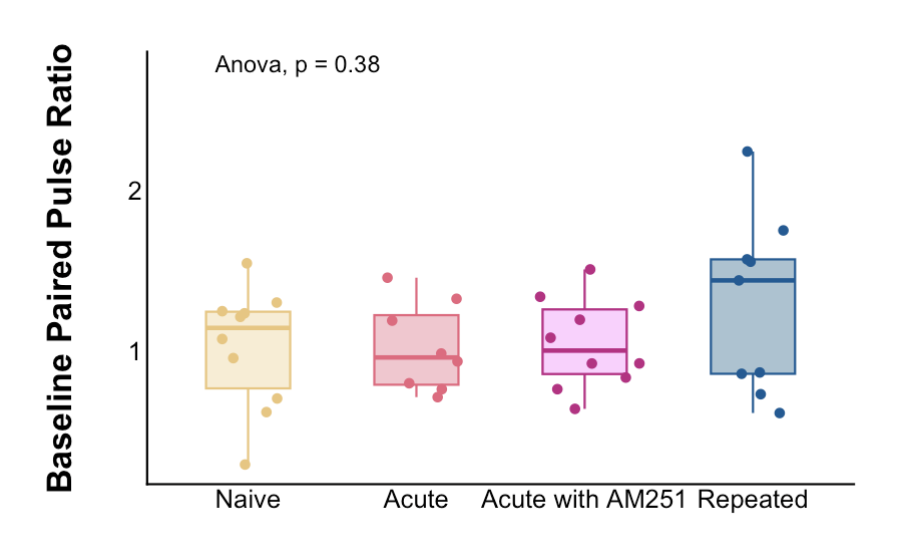 Baseline Paired Pulse Ratio
Anova, p = 0.38
2
1
Naive
Acute
Acute with AM251
Repeated